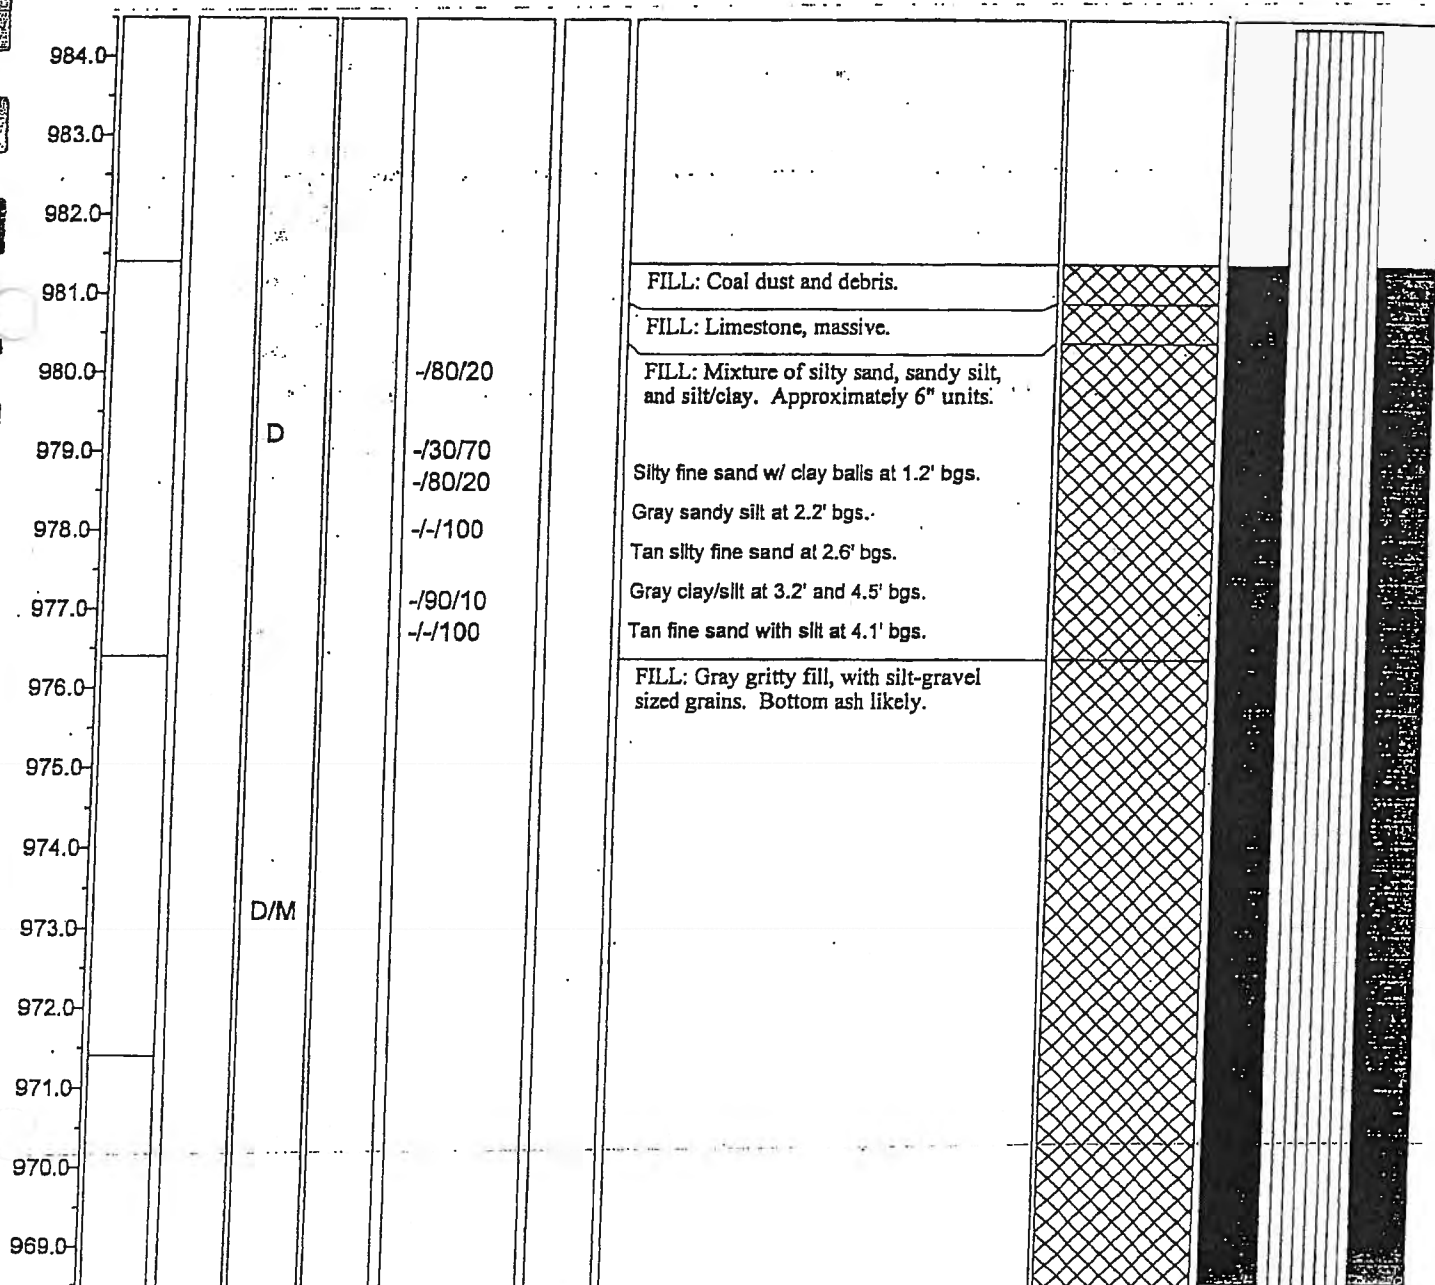 984.0
983.0
982.0
981.0
FILL: Coal dust and debris.
FILL: Limestone, massive.
980.0
-/80/20
FILL: Mixture of silty sand, sandy silt,
and silt/clay. Approximately 6" units.
D
979.0
-/30/70
-/80/20
Silty fine sand w/ clay balls at 1.2' bgs.
Gray sandy silt at 2.2' bgs.
978.0
-/-/100
Tan silty fine sand at 2.6' bgs.
977.0
-/90/10
Gray clay/silt at 3.2' and 4.5' bgs.
-/-/100
Tan fine sand with silt at 4.1' bgs.
976.0
FILL: Gray gritty fill, with silt-gravel
sized grains. Bottom ash likely.
975.0
974.0
D/M
973.0
972.0
971.0
970.0
969.0